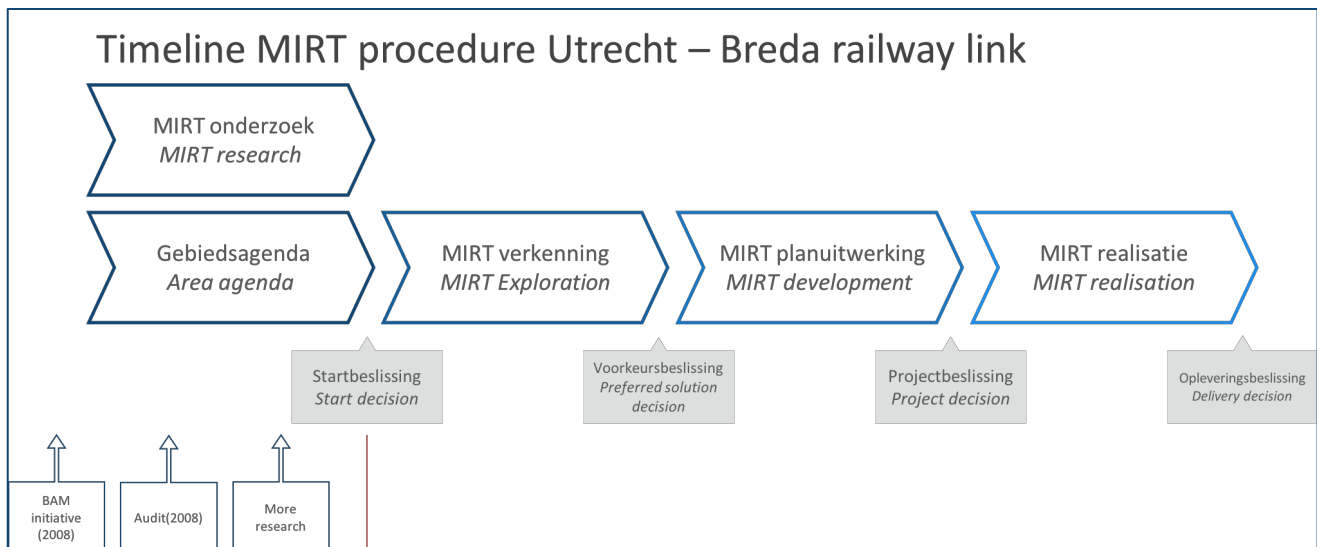 Timeline MIRT procedure Utrecht – Breda railway link
MIRT onderzoek
MIRT research
Gebiedsagenda
Area agenda
MIRT verkenning
MIRT Exploration
MIRT planuitwerking
MIRT development
MIRT realisatie
MIRT realisation
Startbeslissing
Start decision
Voorkeursbeslissing
Preferred solution
decision
Projectbeslissing
Project decision
Opleveringsbeslissing
Delivery decision
BAM
initiative
(2008)
Audit(2008)
More
research